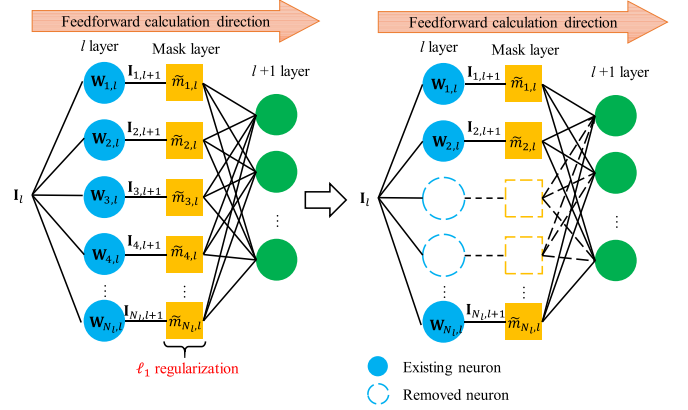 Feedforward calculation direction
l layer
Mask layer
l +1 layer
I_l
W_{1,l}
I_{1,l+1}
m̃_{1,l}
W_{2,l}
I_{2,l+1}
m̃_{2,l}
W_{3,l}
I_{3,l+1}
m̃_{3,l}
W_{4,l}
I_{4,l+1}
m̃_{4,l}
⋮
⋮
⋮
W_{N_l,l}
I_{N_l,l+1}
m̃_{N_l,l}
ℓ_1 regularization
Feedforward calculation direction
l layer
Mask layer
l +1 layer
I_l
W_{1,l}
I_{1,l+1}
m̃_{1,l}
W_{2,l}
I_{2,l+1}
m̃_{2,l}
⋮
⋮
⋮
W_{N_l,l}
I_{N_l,l+1}
m̃_{N_l,l}
Existing neuron
Removed neuron